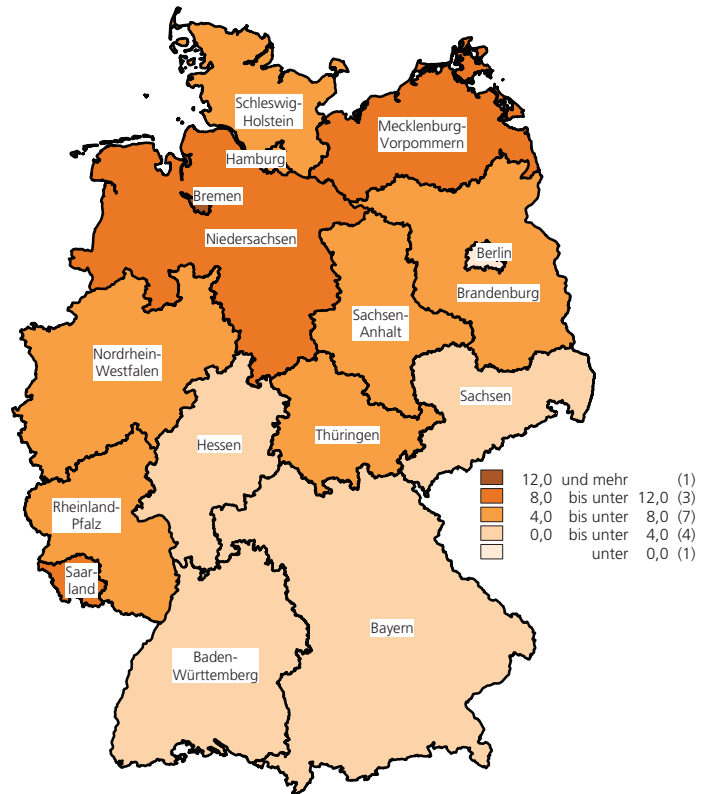 Schleswig-
Holstein
Mecklenburg-
Vorpommern
Hamburg
Bremen
Niedersachsen
Berlin
Brandenburg
Sachsen-
Anhalt
Nordrhein-
Westfalen
Sachsen
Hessen
Thüringen
12,0 und mehr (1)
8,0 bis unter 12,0 (3)
4,0 bis unter 8,0 (7)
0,0 bis unter 4,0 (4)
unter 0,0 (1)
Rheinland-
Pfalz
Saar-
land
Bayern
Baden-
Württemberg